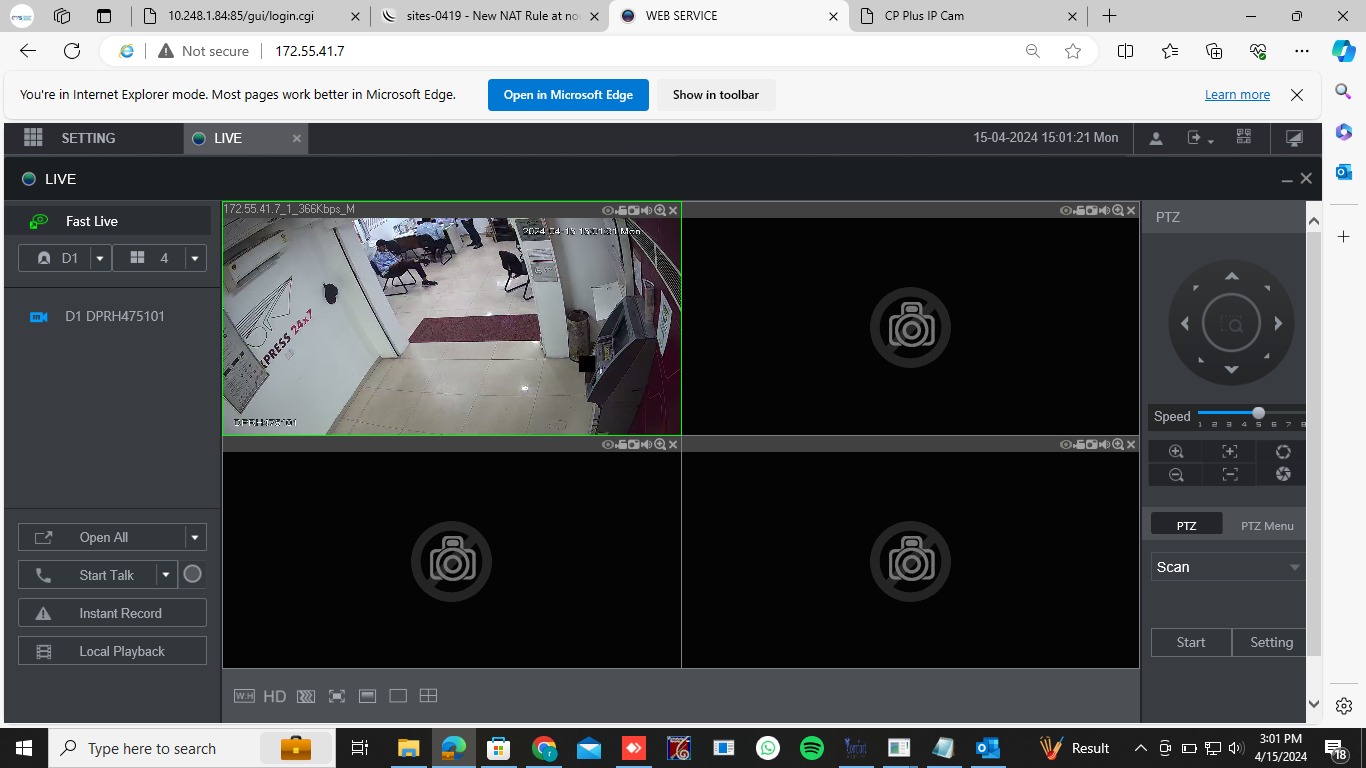 10.248.1.84:85/gui/login.cgi
sites-0419 - New NAT Rule at no
WEB SERVICE
CP Plus IP Cam
Not secure
172.55.41.7
You're in Internet Explorer mode. Most pages work better in Microsoft Edge.
Open in Microsoft Edge
Show in toolbar
Learn more
SETTING
LIVE
15-04-2024 15:01:21 Mon
LIVE
Fast Live
D1
4
D1 DPRH475101
172.55.41.7_1_366Kbps_M
2024-04-15 15:01:21 Mon
XPRESS 24x7
DPRH475101
PTZ
Speed
1 2 3 4 5 6 7 8
PTZ
PTZ Menu
Scan
Start
Setting
Open All
Start Talk
Instant Record
Local Playback
W:H
HD
Type here to search
Result
3:01 PM
4/15/2024
18